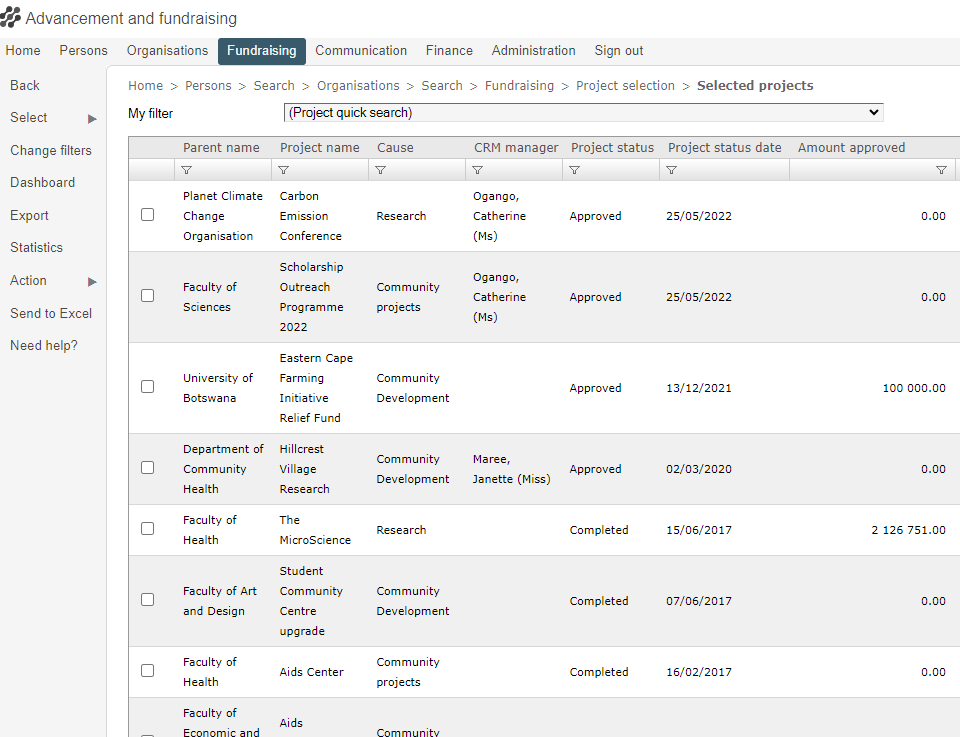 Advancement and fundraising
Home Persons Organisations Fundraising Communication Finance Administration Sign out
Back
Select
Change filters
Dashboard
Export
Statistics
Action
Send to Excel
Need help?
Home > Persons > Search > Organisations > Search > Fundraising > Project selection > Selected projects
My filter (Project quick search)
Parent name Project name Cause CRM manager Project status Project status date Amount approved
Planet Climate Carbon Ogango,
Change Emission Research Catherine Approved 25/05/2022 0.00
Organisation Conference (Ms)
Scholarship
Faculty of Outreach Community Ogango,
Sciences Programme projects Catherine Approved 25/05/2022 0.00
2022 (Ms)
Eastern Cape
University of Farming Community Approved 13/12/2021 100 000.00
Botswana Initiative Development
Relief Fund
Department of Hillcrest Community Maree,
Community Village Development Janette (Miss) Approved 02/03/2020 0.00
Health Research
Faculty of The Research Completed 15/06/2017 2 126 751.00
Health MicroScience
Student
Faculty of Art Community Community Completed 07/06/2017 0.00
and Design Centre Development
upgrade
Faculty of Aids Center Community Completed 16/02/2017 0.00
Health projects
Faculty of Aids
Economic and Community